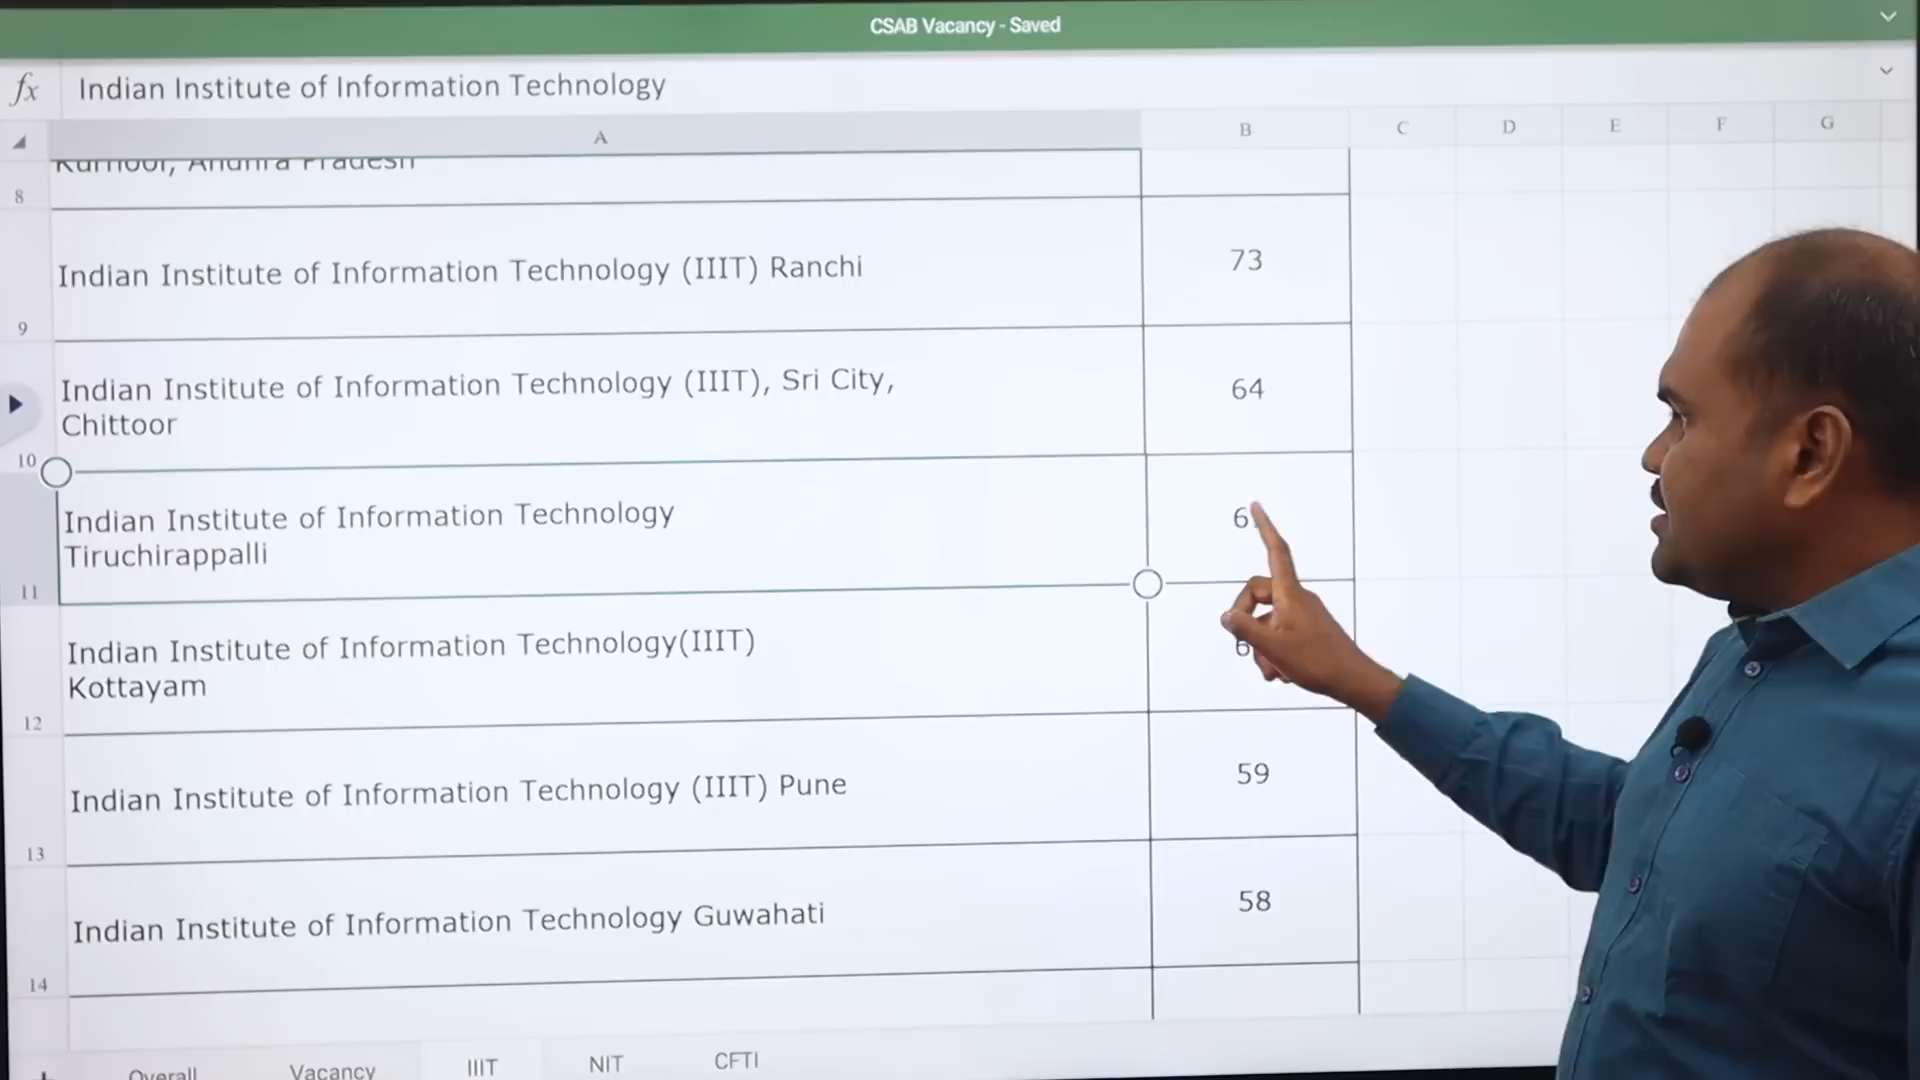 CSAB Vacancy - Saved
fx Indian Institute of Information Technology
A B C D E F G
Kurnool, Andhra Pradesh
8
Indian Institute of Information Technology (IIIT) Ranchi 73
9
Indian Institute of Information Technology (IIIT), Sri City,
Chittoor
64
10
Indian Institute of Information Technology
Tiruchirappalli
11
Indian Institute of Information Technology(IIIT)
Kottayam
12
Indian Institute of Information Technology (IIIT) Pune 59
13
Indian Institute of Information Technology Guwahati 58
14
+ Overall Vacancy IIIT NIT CFTI